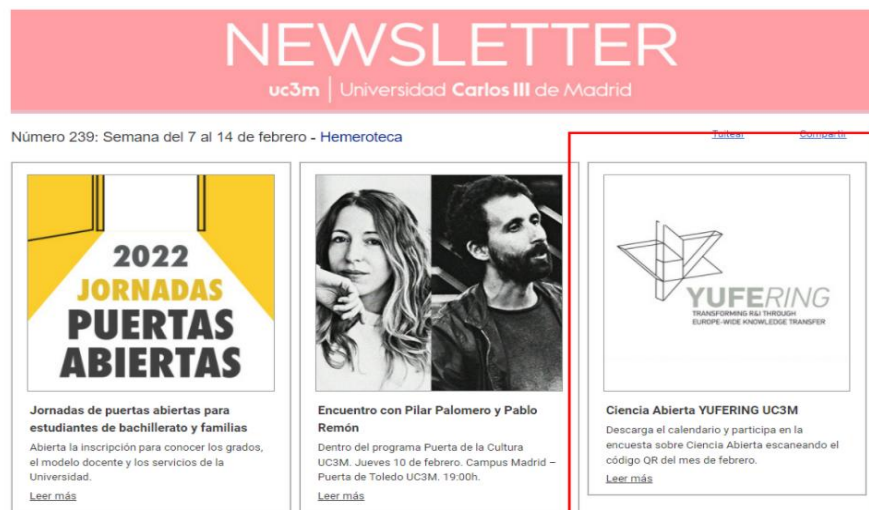 NEWSLETTER
uc3m | Universidad Carlos III de Madrid
Número 239: Semana del 7 al 14 de febrero - Hemeroteca
Tuitear
Compartir
2022
JORNADAS
PUERTAS
ABIERTAS
Jornadas de puertas abiertas para
estudiantes de bachillerato y familias
Abierta la inscripción para conocer los grados,
el modelo docente y los servicios de la
Universidad.
Leer más
Encuentro con Pilar Palomero y Pablo
Remón
Dentro del programa Puerta de la Cultura
UC3M. Jueves 10 de febrero. Campus Madrid –
Puerta de Toledo UC3M. 19:00h.
Leer más
YUFERING
TRANSFORMING R&I THROUGH
EUROPE-WIDE KNOWLEDGE TRANSFER
Ciencia Abierta YUFERING UC3M
Descarga el calendario y participa en la
encuesta sobre Ciencia Abierta escaneando el
código QR del mes de febrero.
Leer más